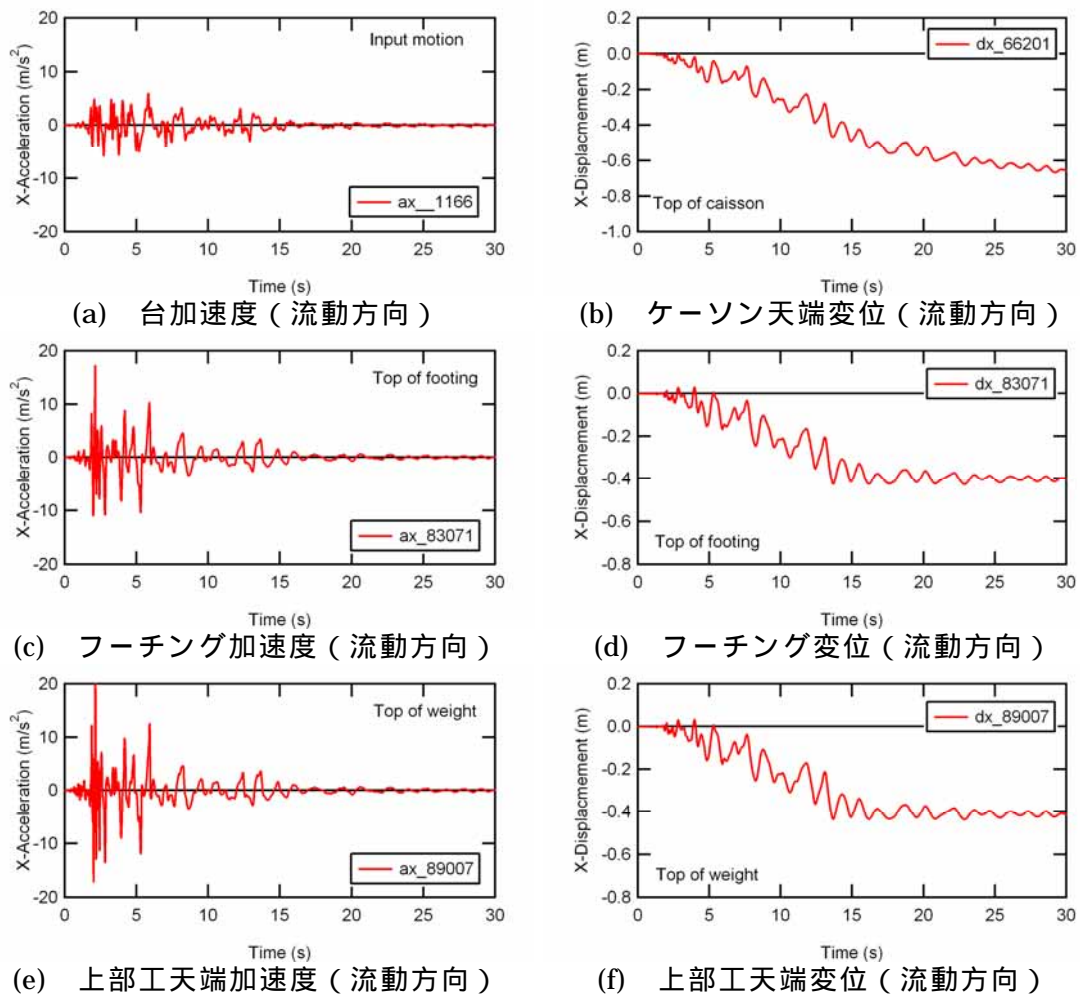 20
10
0
-10
-20
X-Acceleration (m/s²)
Input motion
ax__1166
0 5 10 15 20 25 30
Time (s)
(a) 台加速度（流動方向）
0.0
-0.2
-0.4
-0.6
-0.8
-1.0
X-Displacmement (m)
dx_66201
Top of caisson
0 5 10 15 20 25 30
Time (s)
(b) ケーソン天端変位（流動方向）
20
10
0
-10
-20
X-Acceleration (m/s²)
Top of footing
ax_83071
0 5 10 15 20 25 30
Time (s)
(c) フーチング加速度（流動方向）
0.2
0.0
-0.2
-0.4
-0.6
-0.8
X-Displacmement (m)
dx_83071
Top of footing
0 5 10 15 20 25 30
Time (s)
(d) フーチング変位（流動方向）
20
10
0
-10
-20
X-Acceleration (m/s²)
Top of weight
ax_89007
0 5 10 15 20 25 30
Time (s)
(e) 上部工天端加速度（流動方向）
0.2
0.0
-0.2
-0.4
-0.6
-0.8
X-Displacmement (m)
dx_89007
Top of weight
0 5 10 15 20 25 30
Time (s)
(f) 上部工天端変位（流動方向）